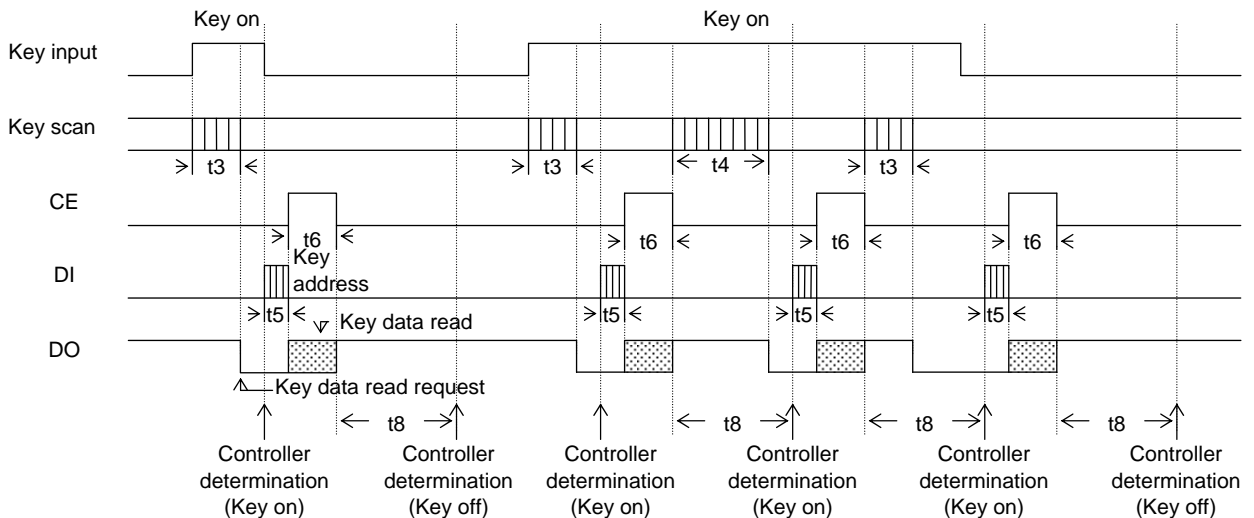 Key on
Key on
Key input
Key scan
t3
t3
t4
t3
CE
t6
t6
t6
t6
Key
address
DI
t5
t5
t5
t5
Key data read
DO
Key data read request
t8
t8
t8
t8
Controller
determination
(Key on)
Controller
determination
(Key off)
Controller
determination
(Key on)
Controller
determination
(Key on)
Controller
determination
(Key on)
Controller
determination
(Key off)